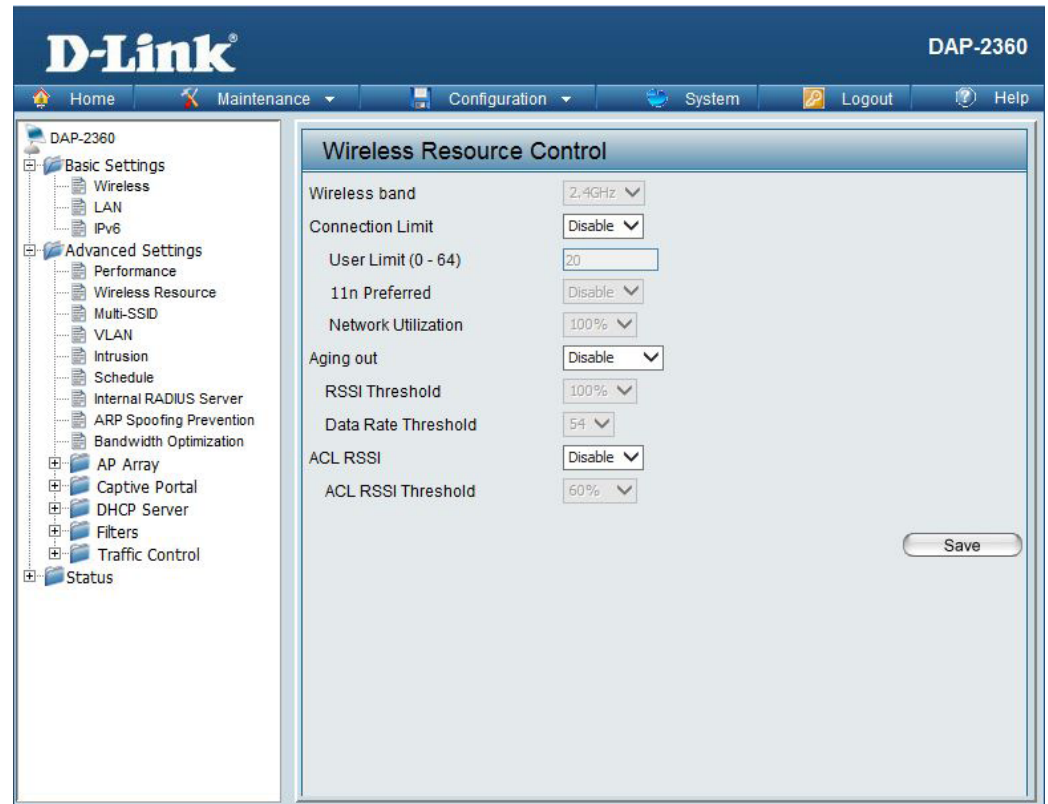 D-Link®
DAP-2360
Home Maintenance Configuration System Logout Help
DAP-2360
Basic Settings
Wireless
LAN
IPv6
Advanced Settings
Performance
Wireless Resource
Multi-SSID
VLAN
Intrusion
Schedule
Internal RADIUS Server
ARP Spoofing Prevention
Bandwidth Optimization
AP Array
Captive Portal
DHCP Server
Filters
Traffic Control
Status
Wireless Resource Control
Wireless band 2.4GHz
Connection Limit Disable
User Limit (0 - 64) 20
11n Preferred Disable
Network Utilization 100%
Aging out Disable
RSSI Threshold 100%
Data Rate Threshold 54
ACL RSSI Disable
ACL RSSI Threshold 60%
Save